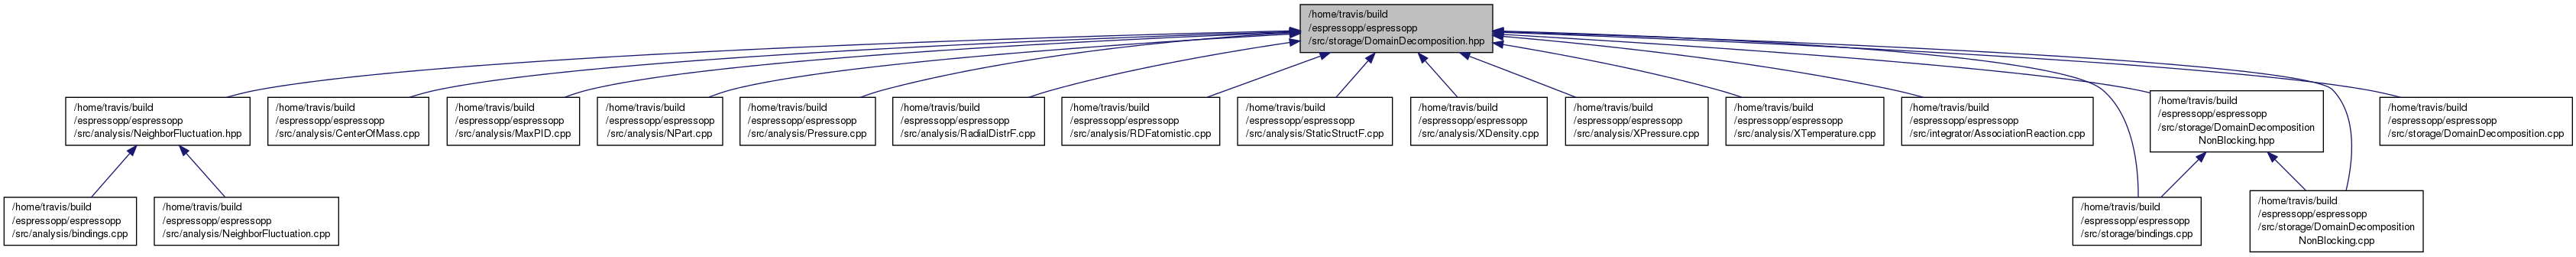 /home/travis/build
/espressopp/espressopp
/src/storage/DomainDecomposition.hpp
/home/travis/build
/espressopp/espressopp
/src/analysis/NeighborFluctuation.hpp
/home/travis/build
/espressopp/espressopp
/src/analysis/CenterOfMass.cpp
/home/travis/build
/espressopp/espressopp
/src/analysis/MaxPID.cpp
/home/travis/build
/espressopp/espressopp
/src/analysis/NPart.cpp
/home/travis/build
/espressopp/espressopp
/src/analysis/Pressure.cpp
/home/travis/build
/espressopp/espressopp
/src/analysis/RadialDistrF.cpp
/home/travis/build
/espressopp/espressopp
/src/analysis/RDFatomistic.cpp
/home/travis/build
/espressopp/espressopp
/src/analysis/StaticStructF.cpp
/home/travis/build
/espressopp/espressopp
/src/analysis/XDensity.cpp
/home/travis/build
/espressopp/espressopp
/src/analysis/XPressure.cpp
/home/travis/build
/espressopp/espressopp
/src/analysis/XTemperature.cpp
/home/travis/build
/espressopp/espressopp
/src/integrator/AssociationReaction.cpp
/home/travis/build
/espressopp/espressopp
/src/storage/DomainDecomposition
NonBlocking.hpp
/home/travis/build
/espressopp/espressopp
/src/storage/DomainDecomposition.cpp
/home/travis/build
/espressopp/espressopp
/src/analysis/bindings.cpp
/home/travis/build
/espressopp/espressopp
/src/analysis/NeighborFluctuation.cpp
/home/travis/build
/espressopp/espressopp
/src/storage/bindings.cpp
/home/travis/build
/espressopp/espressopp
/src/storage/DomainDecomposition
NonBlocking.cpp